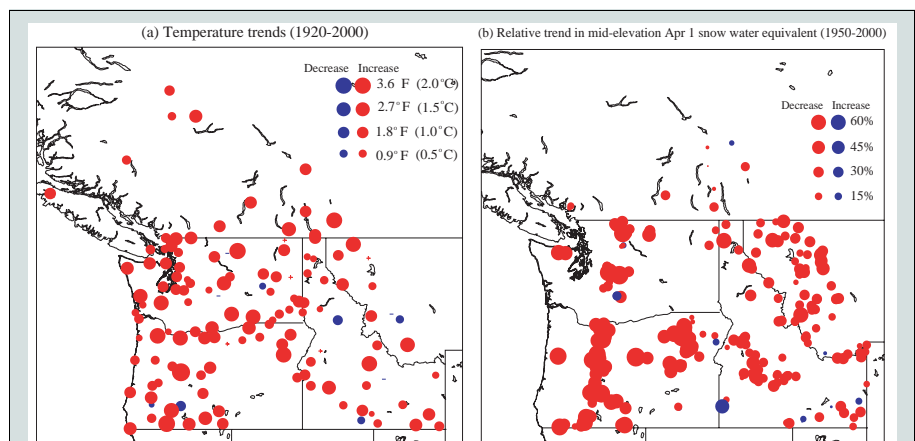 (a) Temperature trends (1920-2000)
Decrease Increase
3.6 F (2.0°C)
2.7°F (1.5°C)
1.8°F (1.0°C)
0.9°F (0.5°C)
(b) Relative trend in mid-elevation Apr 1 snow water equivalent (1950-2000)
Decrease Increase
60%
45%
30%
15%